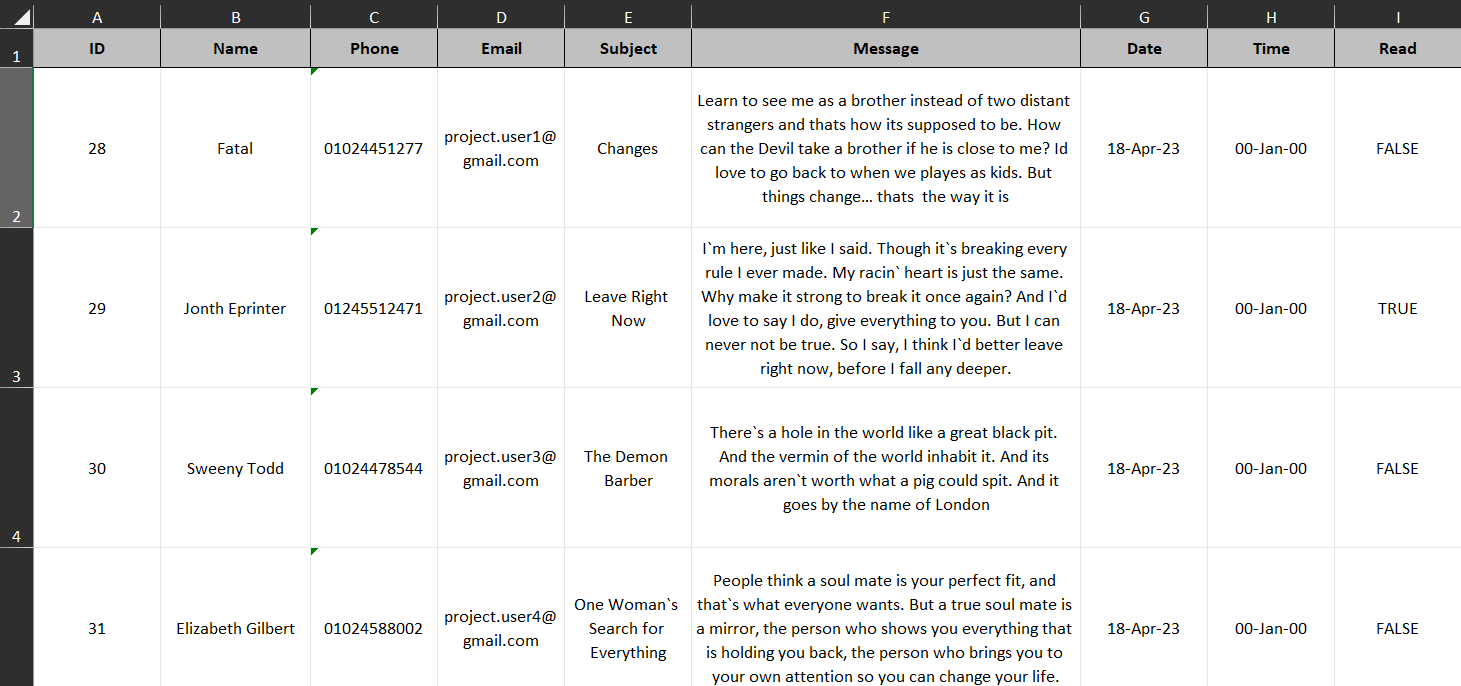 A B C D E F G H I
1 ID Name Phone Email Subject Message Date Time Read
Learn to see me as a brother instead of two distant
strangers and thats how its supposed to be. How
project.user1@
28 Fatal 01024451277 Changes can the Devil take a brother if he is close to me? Id 18-Apr-23 00-Jan-00 FALSE
gmail.com
love to go back to when we playes as kids. But
things change... thats  the way it is
2
I`m here, just like I said. Though it`s breaking every
rule I ever made. My racin` heart is just the same.
project.user2@ Leave Right Why make it strong to break it once again? And I`d
29 Jonth Eprinter 01245512471 18-Apr-23 00-Jan-00 TRUE
gmail.com Now love to say I do, give everything to you. But I can
never not be true. So I say, I think I`d better leave
right now, before I fall any deeper.
3
There`s a hole in the world like a great black pit.
project.user3@ The Demon And the vermin of the world inhabit it. And its
30 Sweeny Todd 01024478544 18-Apr-23 00-Jan-00 FALSE
gmail.com Barber morals aren`t worth what a pig could spit. And it
goes by the name of London
4
People think a soul mate is your perfect fit, and
One Woman`s that`s what everyone wants. But a true soul mate is
project.user4@
31 Elizabeth Gilbert 01024588002 Search for a mirror, the person who shows you everything that 18-Apr-23 00-Jan-00 FALSE
gmail.com
Everything is holding you back, the person who brings you to
your own attention so you can change your life.